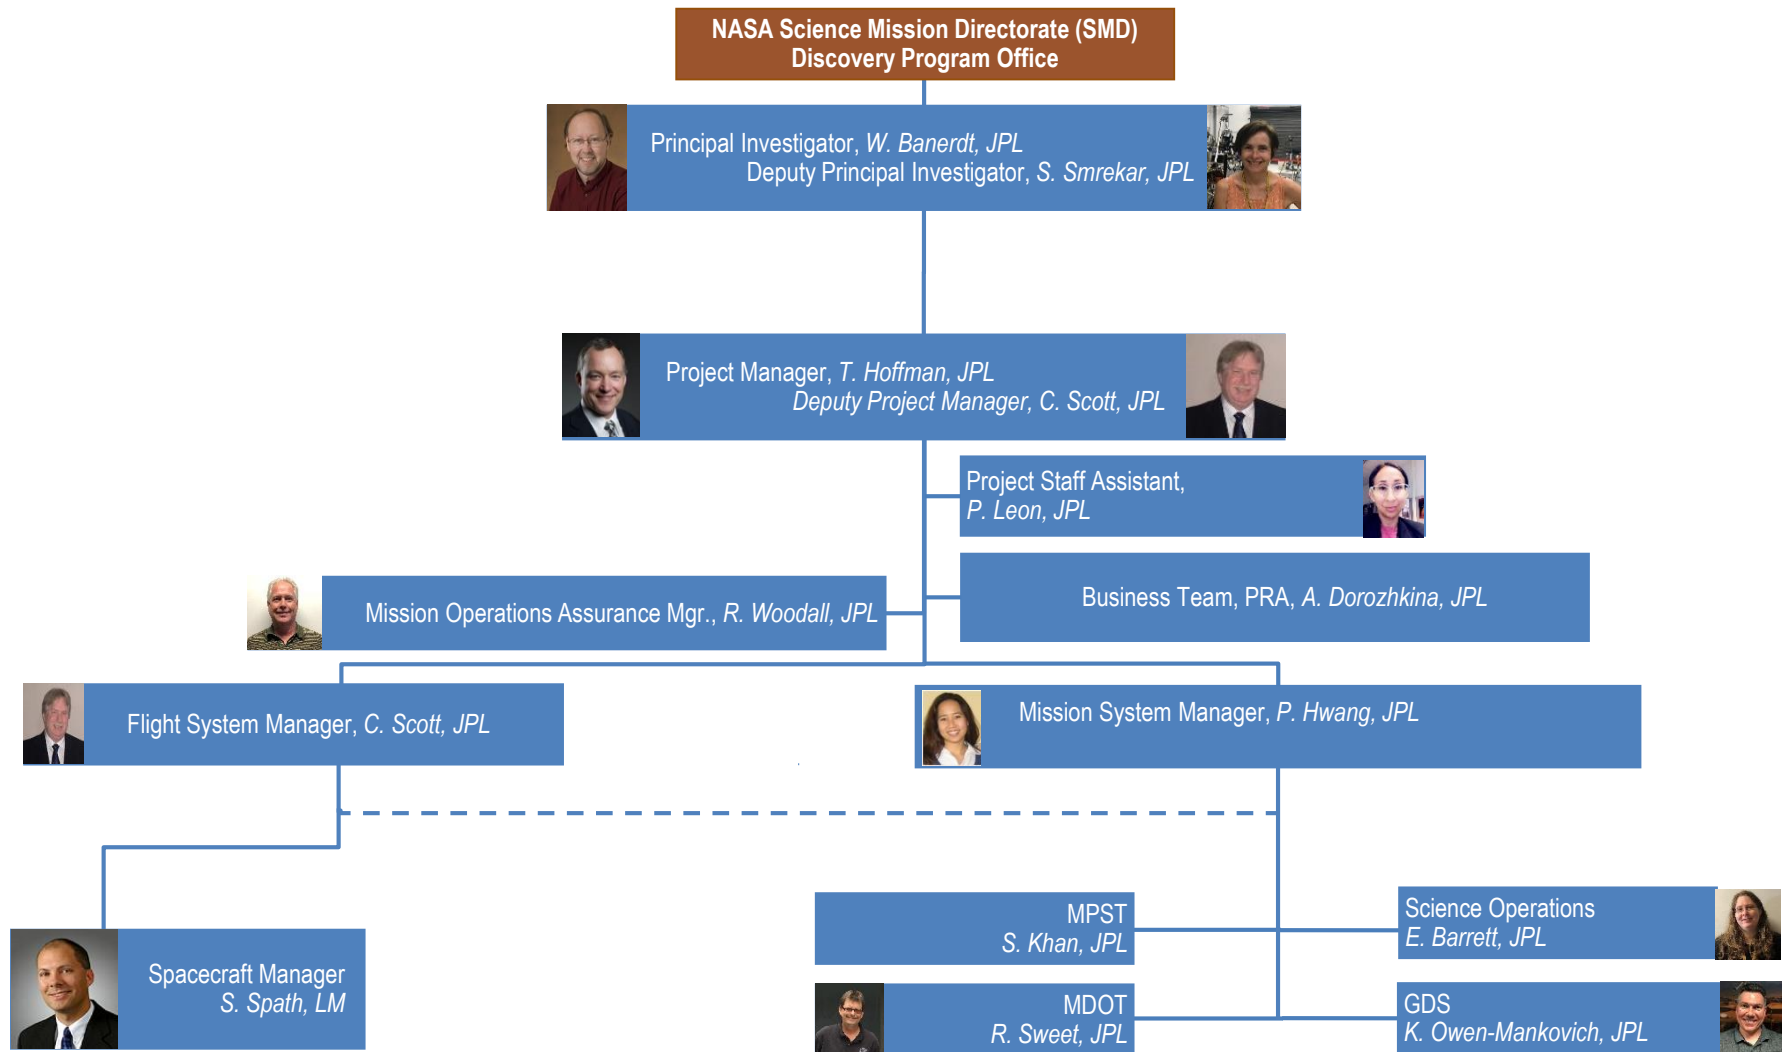 NASA Science Mission Directorate (SMD)
Discovery Program Office
Principal Investigator, W. Banerdt, JPL
Deputy Principal Investigator, S. Smrekar, JPL
Project Manager, T. Hoffman, JPL
Deputy Project Manager, C. Scott, JPL
Project Staff Assistant,
P. Leon, JPL
Business Team, PRA, A. Dorozhkina, JPL
Mission Operations Assurance Mgr., R. Woodall, JPL
Flight System Manager, C. Scott, JPL
Mission System Manager, P. Hwang, JPL
Spacecraft Manager
S. Spath, LM
MPST
S. Khan, JPL
Science Operations
E. Barrett, JPL
MDOT
R. Sweet, JPL
GDS
K. Owen-Mankovich, JPL